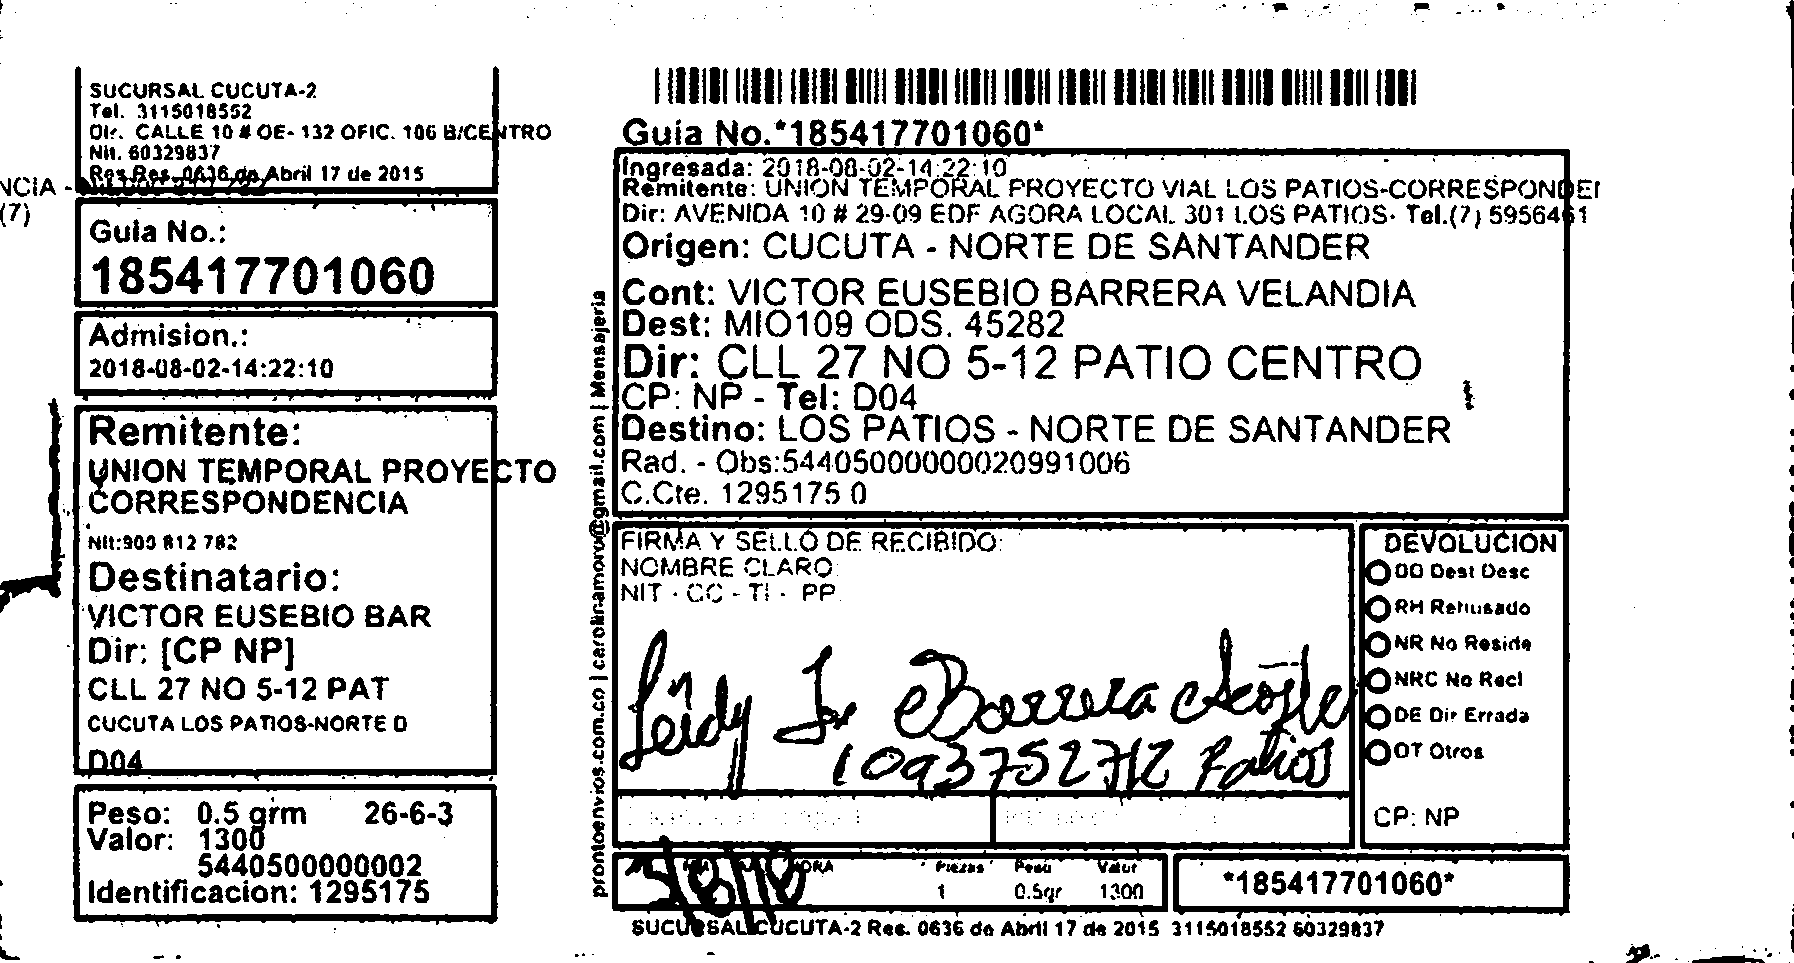 SUCURSAL CUCUTA-2
Tel. 3115018552
Dir. CALLE 10 # OE- 132 OFIC. 106 B/CENTRO
Nit. 60329837
Res.Res. 0636 de Abril 17 de 2015
NCIA -
(7)
Guia No.:
185417701060
Admision.:
2018-08-02-14:22:10
Remitente:
UNION TEMPORAL PROYECTO
CORRESPONDENCIA
Nit:900 812 782
Destinatario:
VICTOR EUSEBIO BAR
Dir: [CP NP]
CLL 27 NO 5-12 PAT
CUCUTA LOS PATIOS-NORTE D
D04
Peso: 0.5 grm 26-6-3
Valor: 1300
5440500000002
Identificacion: 1295175
prontoenvios.com.co | carolinamoro@gmail.com | Mensajeria
Guia No.*185417701060*
Ingresada: 2018-08-02-14:22:10
Remitente: UNION TEMPORAL PROYECTO VIAL LOS PATIOS-CORRESPONDEN
Dir: AVENIDA 10 # 29-09 EDF AGORA LOCAL 301 LOS PATIOS- Tel.(7) 5956461
Origen: CUCUTA - NORTE DE SANTANDER
Cont: VICTOR EUSEBIO BARRERA VELANDIA
Dest: MIO109 ODS. 45282
Dir: CLL 27 NO 5-12 PATIO CENTRO
CP: NP - Tel: D04
Destino: LOS PATIOS - NORTE DE SANTANDER
Rad. - Obs:54405000000020991006
C.Cte. 1295175 0
FIRMA Y SELLO DE RECIBIDO:
NOMBRE CLARO:
NIT - CC - TI - PP
Leidy Barrera
1093752712 Patios
DEVOLUCION
DD Dest Desc
RH Rehusado
NR No Reside
NRC No Recl
DE Dir Errada
OT Otros
CP: NP
HORA Piezas Peso Valor
1 0.5gr 1300
*185417701060*
SUCURSAL CUCUTA-2 Res. 0636 de Abril 17 de 2015 3115018552 60329837